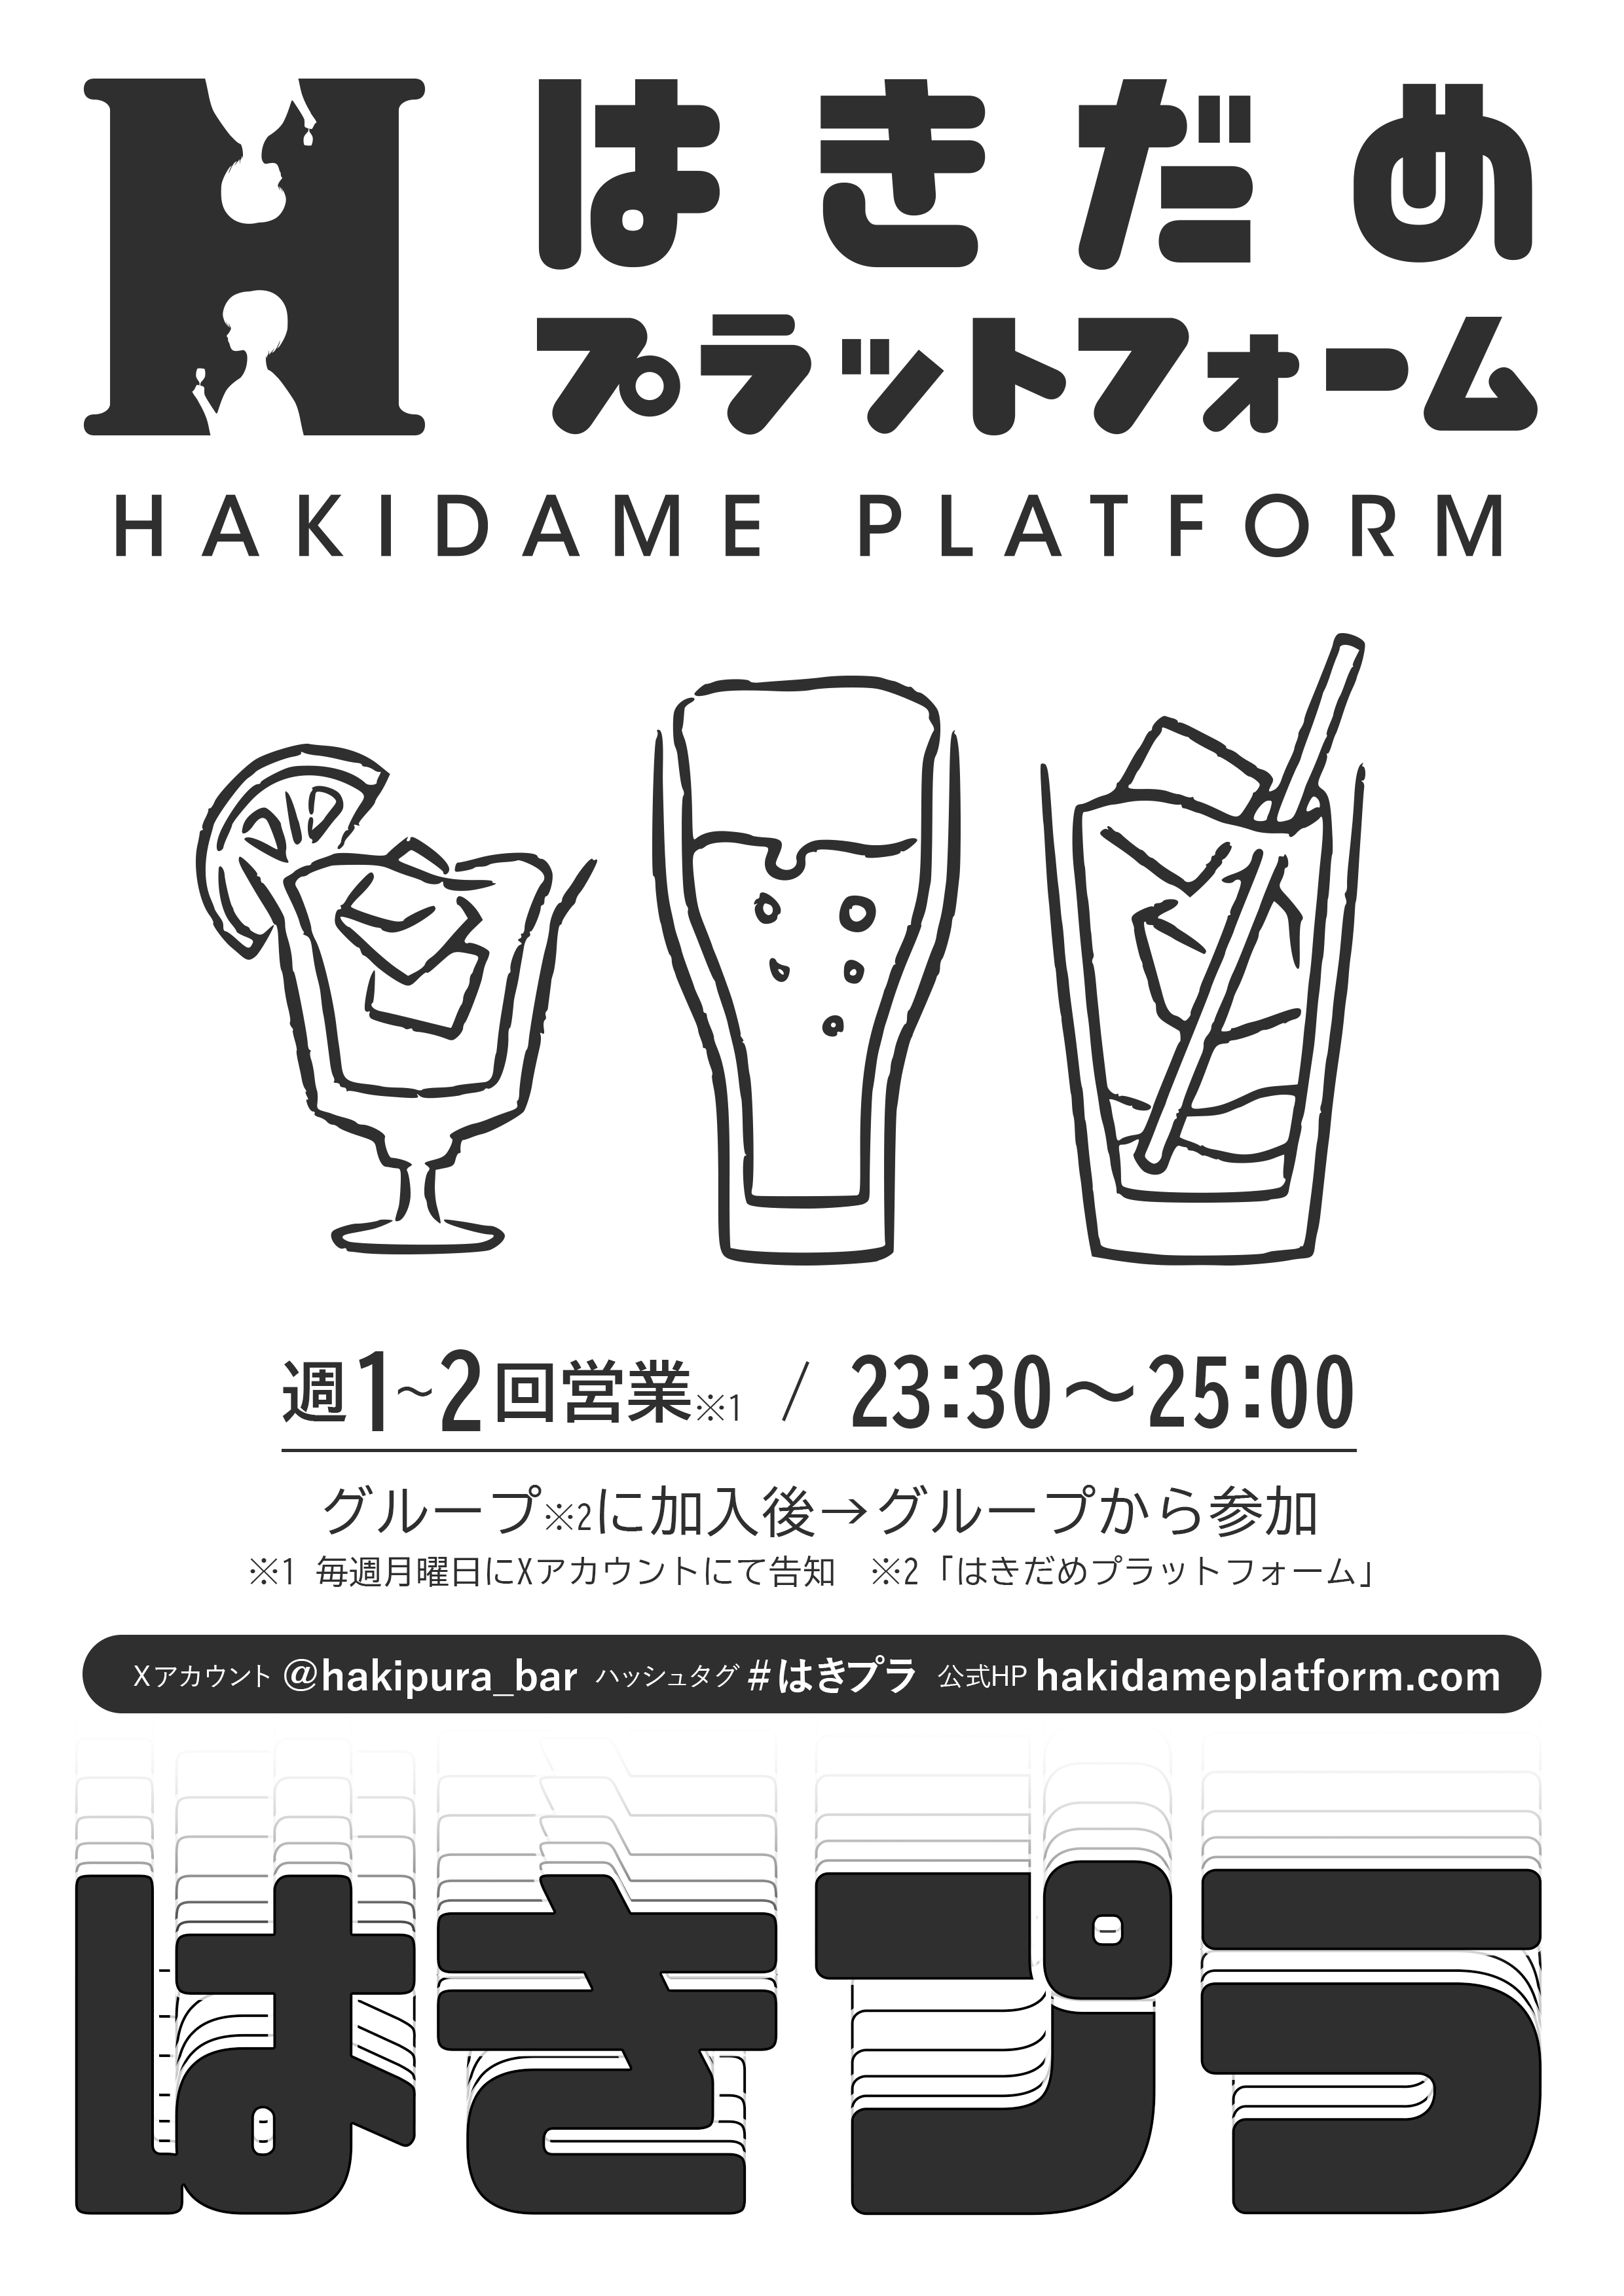 はきだめ
プラットフォーム
HAKIDAME PLATFORM
週1~2回営業※1 / 23:30～25:00
グループ※2に加入後→グループから参加
※1 毎週月曜日にXアカウントにて告知 ※2「はきだめプラットフォーム」
Xアカウント @hakipura_bar ハッシュタグ #はきプラ 公式HP hakidameplatform.com
はきプラ